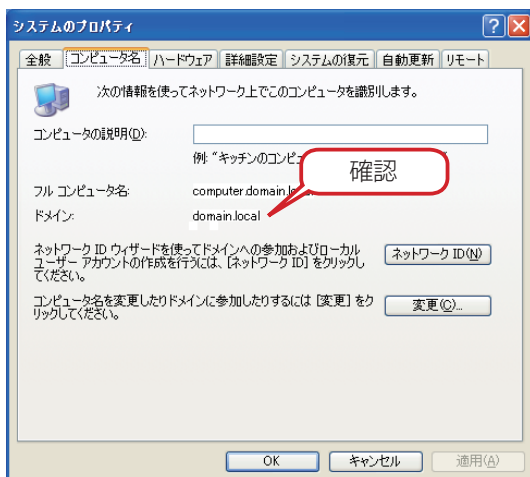 システムのプロパティ
全般 コンピュータ名 ハードウェア 詳細設定 システムの復元 自動更新 リモート
次の情報を使ってネットワーク上でこのコンピュータを識別します。
コンピュータの説明(D):
例: "キッチンのコンピ
確認
フル コンピュータ名: computer.domain.l
ドメイン: domain.local
ネットワーク ID ウィザードを使ってドメインへの参加およびローカル
ユーザー アカウントの作成を行うには、[ネットワーク ID] をクリックし
てください。
ネットワーク ID(N)
コンピュータ名を変更したりドメインに参加したりするには [変更] をク
リックしてください。
変更(C)...
OK キャンセル 適用(A)